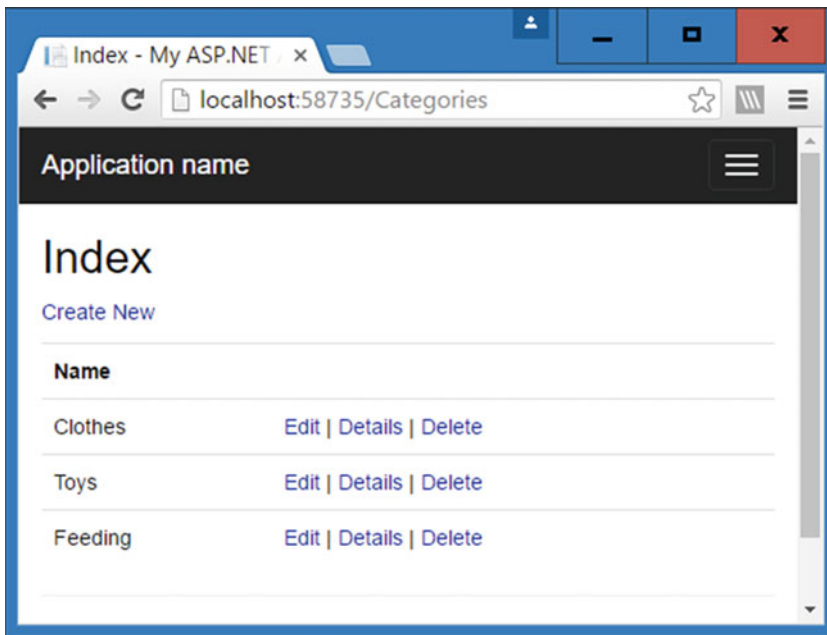 Index - My ASP.NET
localhost:58735/Categories
Application name
Index
Create New
Name
Clothes Edit | Details | Delete
Toys Edit | Details | Delete
Feeding Edit | Details | Delete